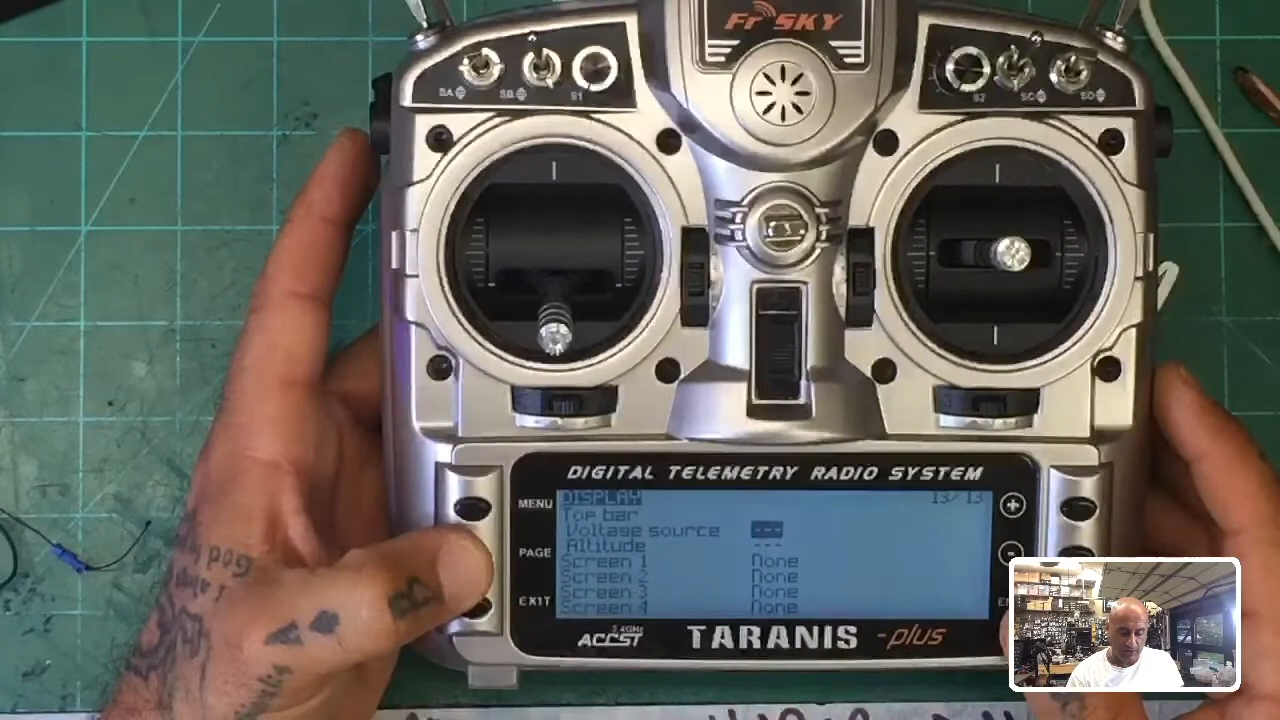 FrSKY
SA SB S1
S2 SC SD
DIGITAL TELEMETRY RADIO SYSTEM
MENU
PAGE
EXIT
DISPLAY 13/13
Top bar
Voltage source ---
Altitude ---
Screen 1 None
Screen 2 None
Screen 3 None
Screen 4 None
2.4GHz
ACCST TARANIS -plus
God